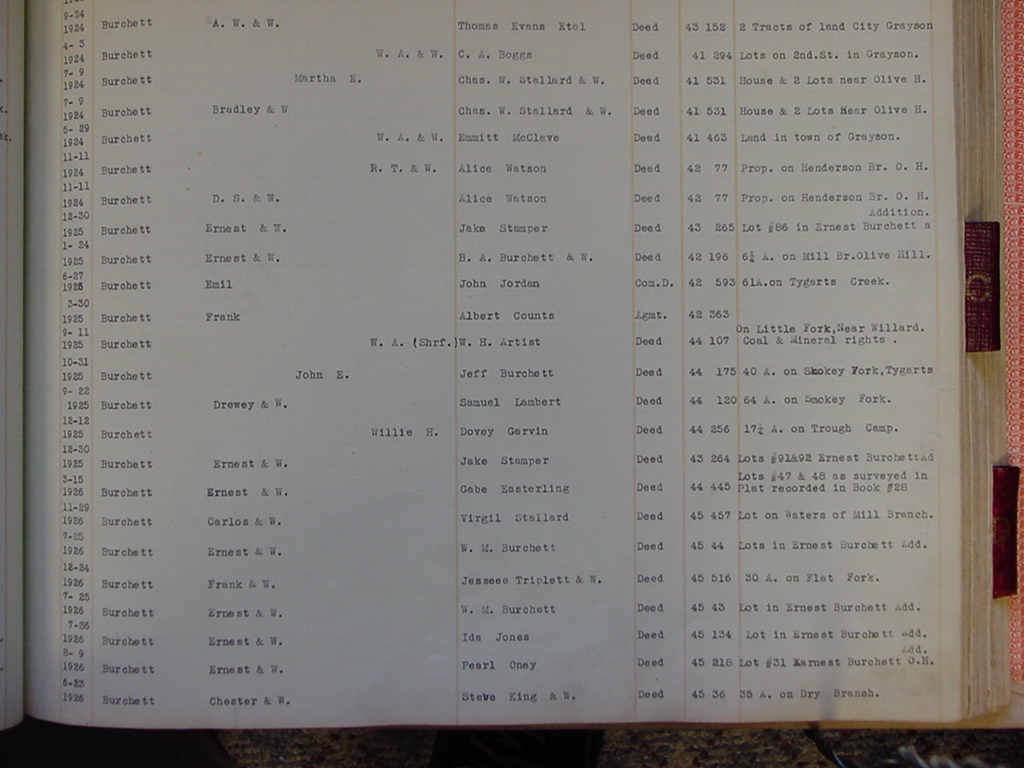 9-24
1924 Burchett A. W. & W. Thomas Evans Etal Deed 43 152 2 Tracts of land City Grayson
4- 3
1924 Burchett W. A. & W. C. A. Boggs Deed 41 294 Lots on 2nd.St. in Grayson.
7- 9
1924 Burchett Martha E. Chas. W. Stallard & W. Deed 41 531 House & 2 Lots near Olive H.
7- 9
1924 Burchett Bradley & W Chas. W. Stallard & W. Deed 41 531 House & 2 Lots Near Olive H.
5- 29
1924 Burchett W. A. & W. Emmitt McClave Deed 41 463 Land in town of Grayson.
11-11
1924 Burchett R. T. & W. Alice Watson Deed 42 77 Prop. on Henderson Br. O. H.
11-11
1924 Burchett D. S. & W. Alice Watson Deed 42 77 Prop. on Henderson Br. O. H.
12-30 Addition.
1925 Burchett Ernest & W. Jake Stamper Deed 43 265 Lot #86 in Ernest Burchett a
1- 24
1925 Burchett Ernest & W. B. A. Burchett & W. Deed 42 196 6¼ A. on Mill Br.Olive Hill.
6-27
1925 Burchett Emil John Jordan Com.D. 42 593 61A.on Tygarts Creek.
3-30
1925 Burchett Frank Albert Counts Agmt. 42 363
9- 11 On Little Fork,Near Willard.
1925 Burchett W. A. (Shrf.)W. H. Artist Deed 44 107 Coal & Mineral rights .
10-31
1925 Burchett John E. Jeff Burchett Deed 44 175 40 A. on Smokey Fork,Tygarts
9- 22
1925 Burchett Drewey & W. Samuel Lambert Deed 44 120 64 A. on Smokey Fork.
12-12
1925 Burchett Willie H. Dovey Garvin Deed 44 256 17¼ A. on Trough Camp.
12-30
1925 Burchett Ernest & W. Jake Stamper Deed 43 264 Lots #91&92 Ernest BurchettAd
3-15 Lots #47 & 48 as surveyed in
1926 Burchett Ernest & W. Gabe Easterling Deed 44 445 Plat recorded in Book #28
11-29
1926 Burchett Carlos & W. Virgil Stallard Deed 45 457 Lot on Waters of Mill Branch.
7-25
1926 Burchett Ernest & W. W. M. Burchett Deed 45 44 Lots in Ernest Burchett Add.
12-24
1926 Burchett Frank & W. Jessee Triplett & W. Deed 45 516 30 A. on Flat Fork.
7- 25
1926 Burchett Ernest & W. W. M. Burchett Deed 45 43 Lot in Ernest Burchett Add.
7-26
1926 Burchett Ernest & W. Ida Jones Deed 45 134 Lot in Ernest Burchett Add.
8- 9 Add.
1926 Burchett Ernest & W. Pearl Oney Deed 45 218 Lot #31 Earnest Burchett O.H.
6-23
1926 Burchett Chester & W. Steve King & W. Deed 45 36 35 A. on Dry Branch.